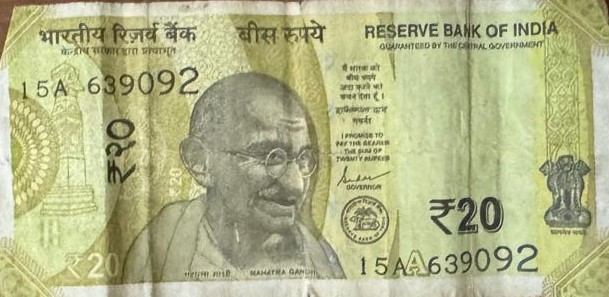 भारतीय रिज़र्व बैंक
केन्द्रीय सरकार द्वारा प्रत्याभूत
बीस रुपये
RESERVE BANK OF INDIA
GUARANTEED BY THE CENTRAL GOVERNMENT
15A 639092
मैं धारक को
बीस रुपये
अदा करने का
वचन देता हूँ।
I PROMISE TO
PAY THE BEARER
THE SUM OF
TWENTY RUPEES
GOVERNOR
₹२०
₹20
₹20
सत्यमेव जयते
₹20
महात्मा गांधी MAHATMA GANDHI
15A A639092